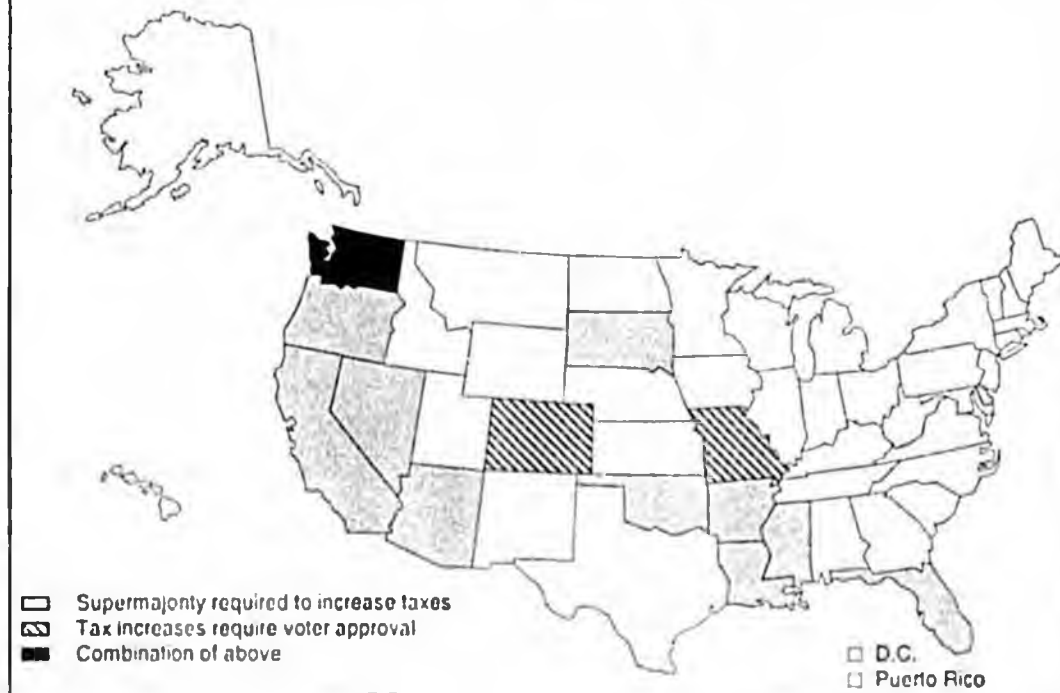 Supermajority required to increase taxes
Tax increases require voter approval
Combination of above
D.C.
Puerto Rico